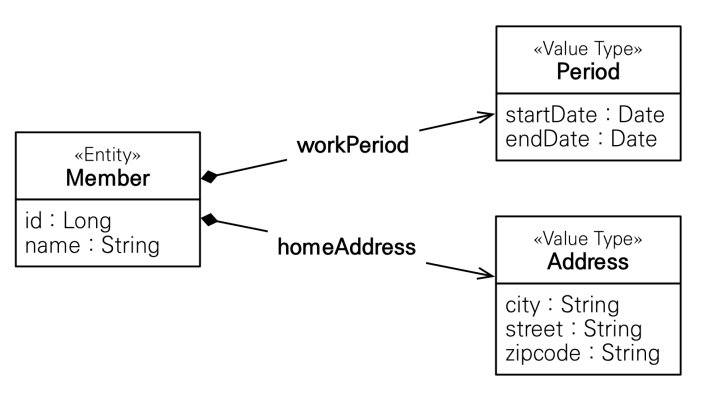 «Value Type»
Period
startDate : Date
endDate : Date
workPeriod
«Entity»
Member
id : Long
name : String
homeAddress
«Value Type»
Address
city : String
street : String
zipcode : String